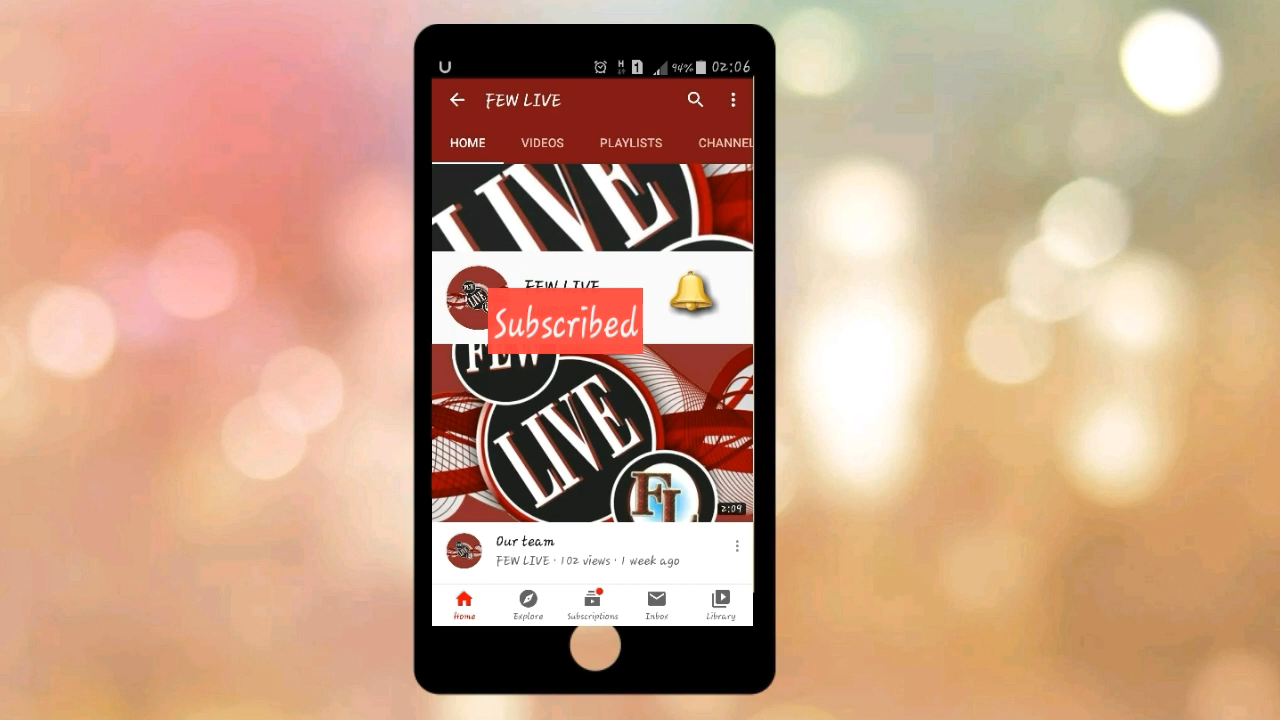 U H 1 94% 02:06
FEW LIVE
HOME VIDEOS PLAYLISTS CHANNEL
LIVE
FEW LIVE
Subscribed
FEW
LIVE
FL
2:09
Our team
FEW LIVE · 102 views · 1 week ago
Home Explore Subscriptions Inbox Library